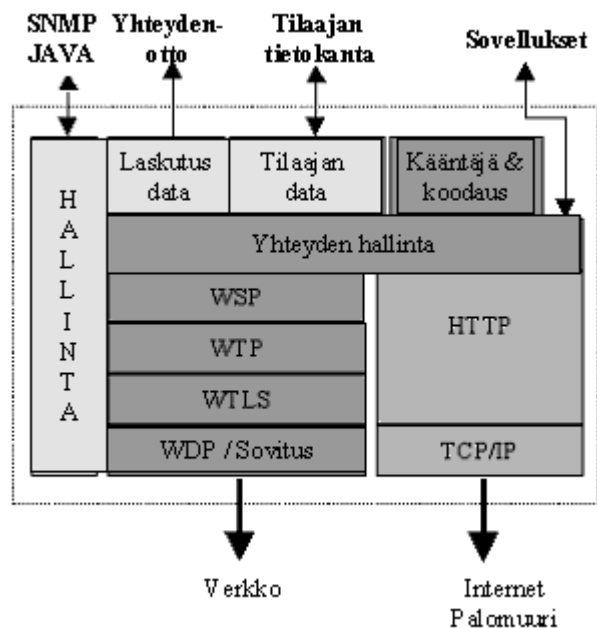 SNMP
JAVA
Yhteyden-
otto
Tilaajan
tietokanta
Sovellukset
HALLINTA
Laskutus
data
Tilaajan
data
Kääntäjä &
koodaus
Yhteyden hallinta
WSP
WTP
WTLS
WDP / Sovitus
HTTP
TCP/IP
Verkko
Internet
Palomuuri